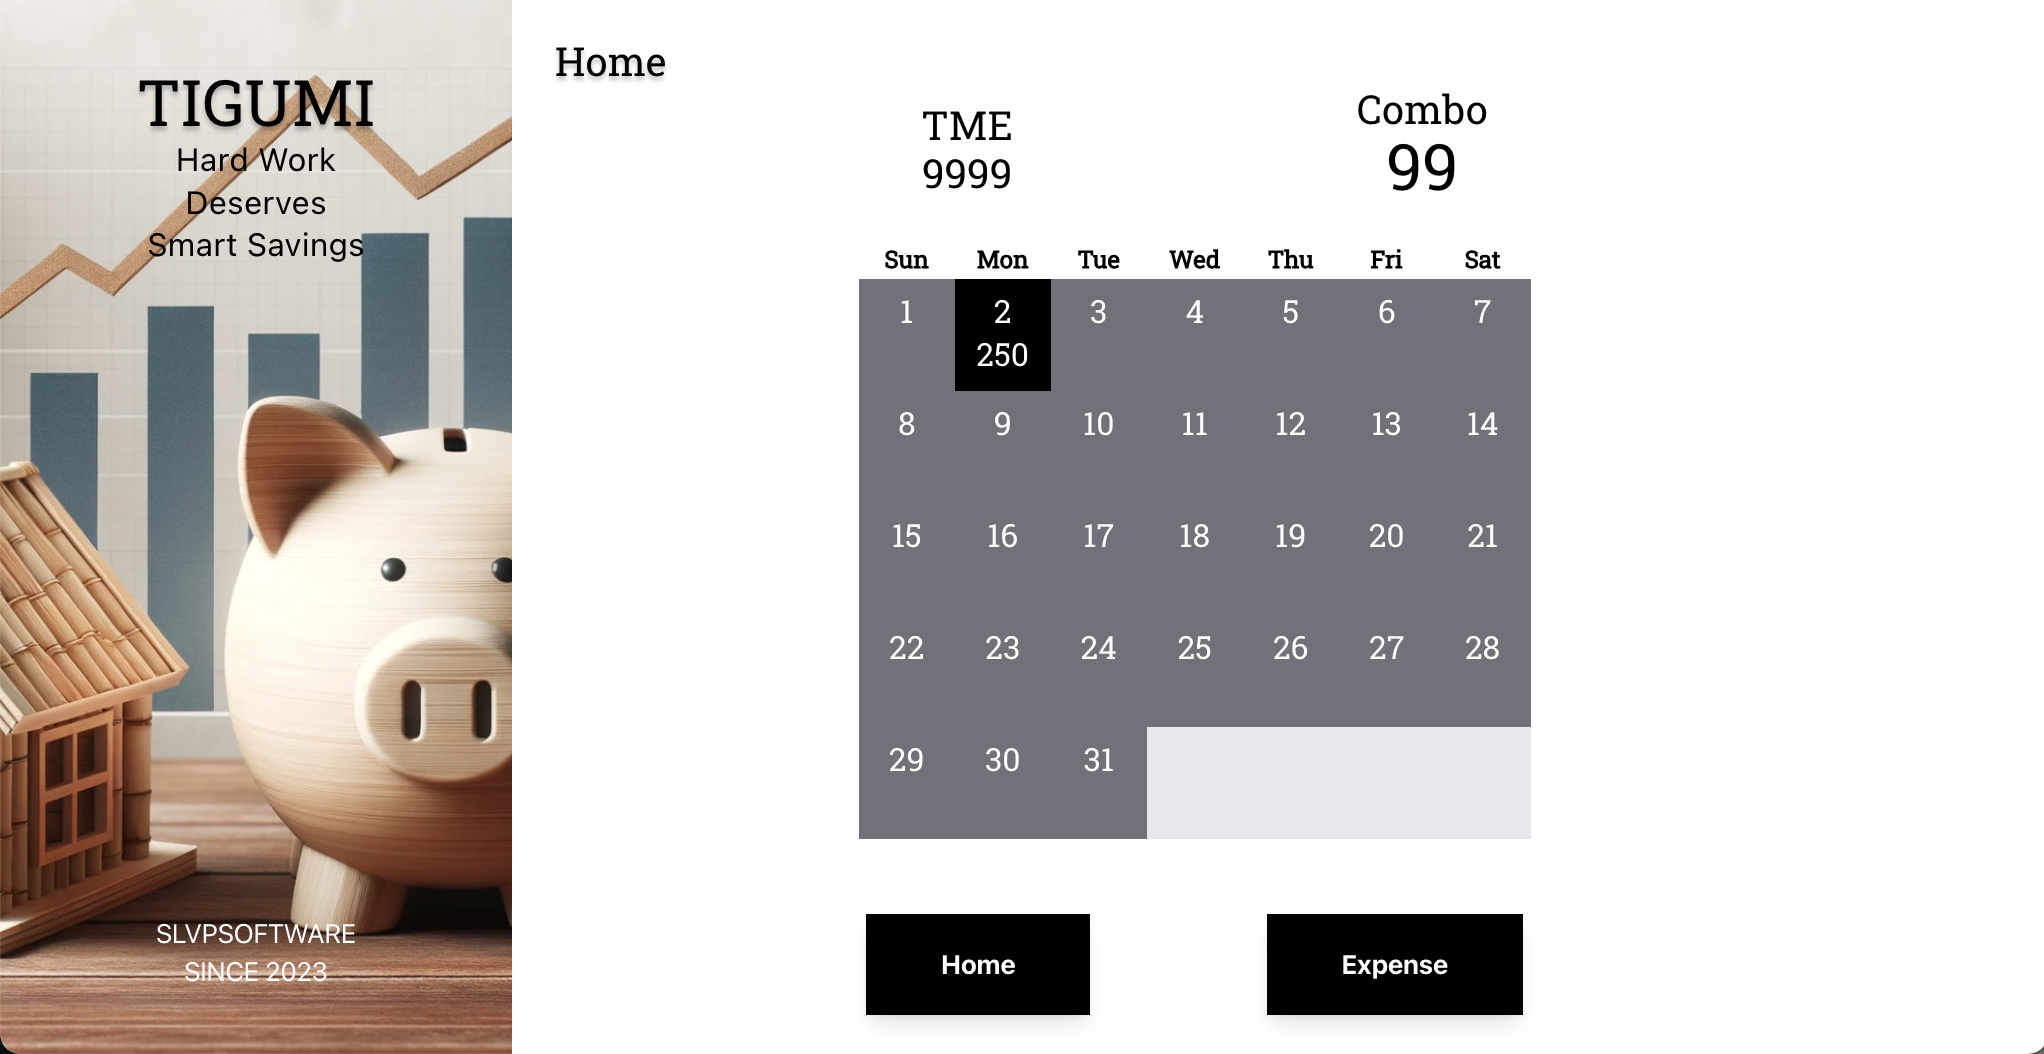 TIGUMI
Hard Work
Deserves
Smart Savings
SLVPSOFTWARE
SINCE 2023
Home
TME
9999
Combo
99
Sun Mon Tue Wed Thu Fri Sat
1 2 3 4 5 6 7
250
8 9 10 11 12 13 14
15 16 17 18 19 20 21
22 23 24 25 26 27 28
29 30 31
Home Expense